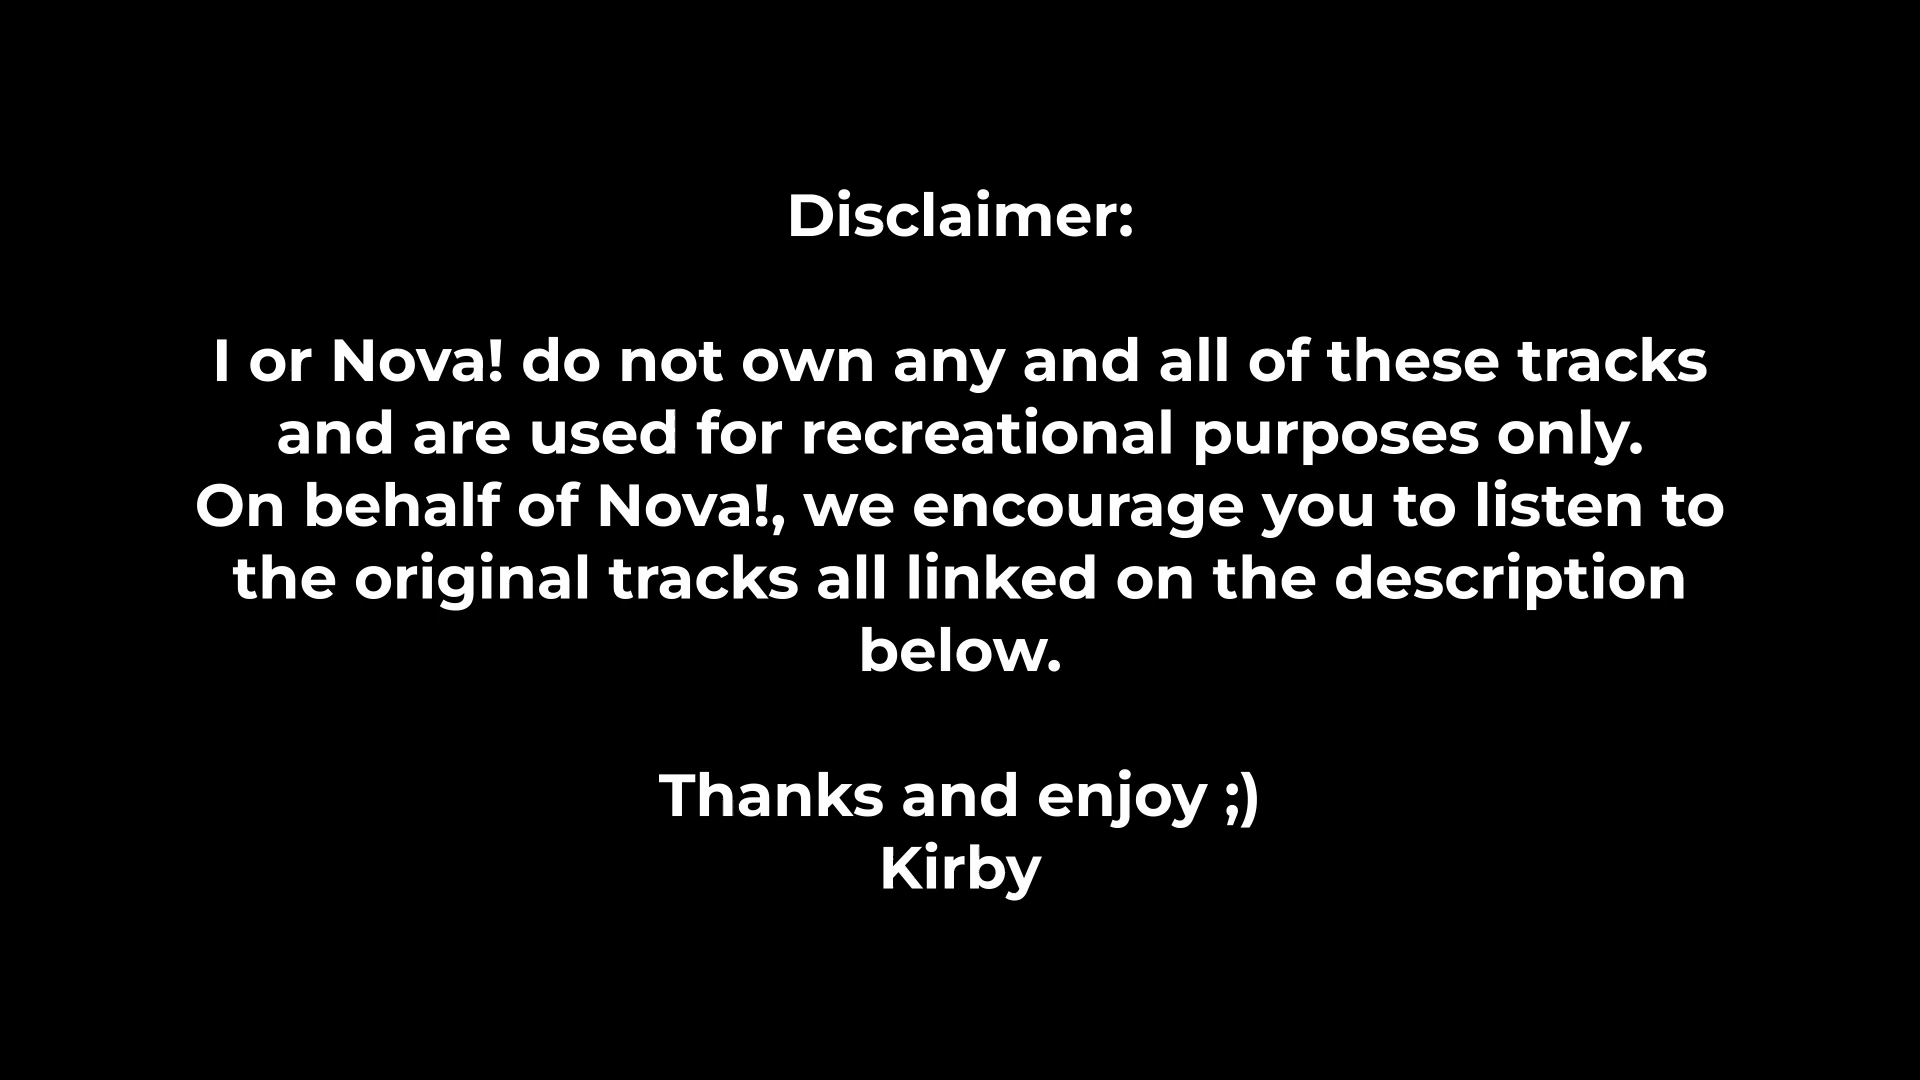 Disclaimer:
I or Nova! do not own any and all of these tracks
and are used for recreational purposes only.
On behalf of Nova!, we encourage you to listen to
the original tracks all linked on the description
below.
Thanks and enjoy ;)
Kirby